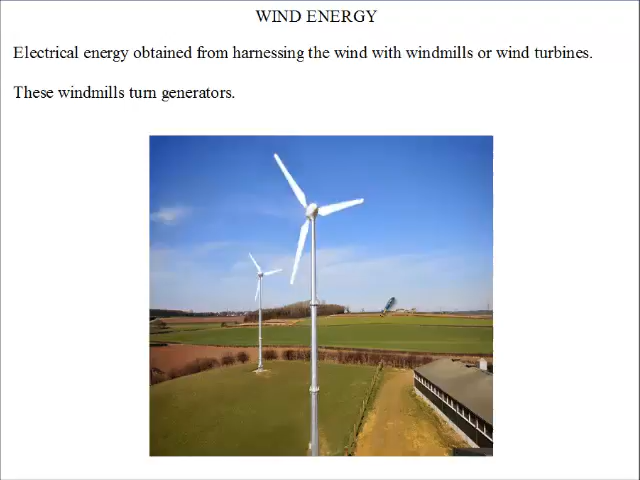 WIND ENERGY
Electrical energy obtained from harnessing the wind with windmills or wind turbines.
These windmills turn generators.